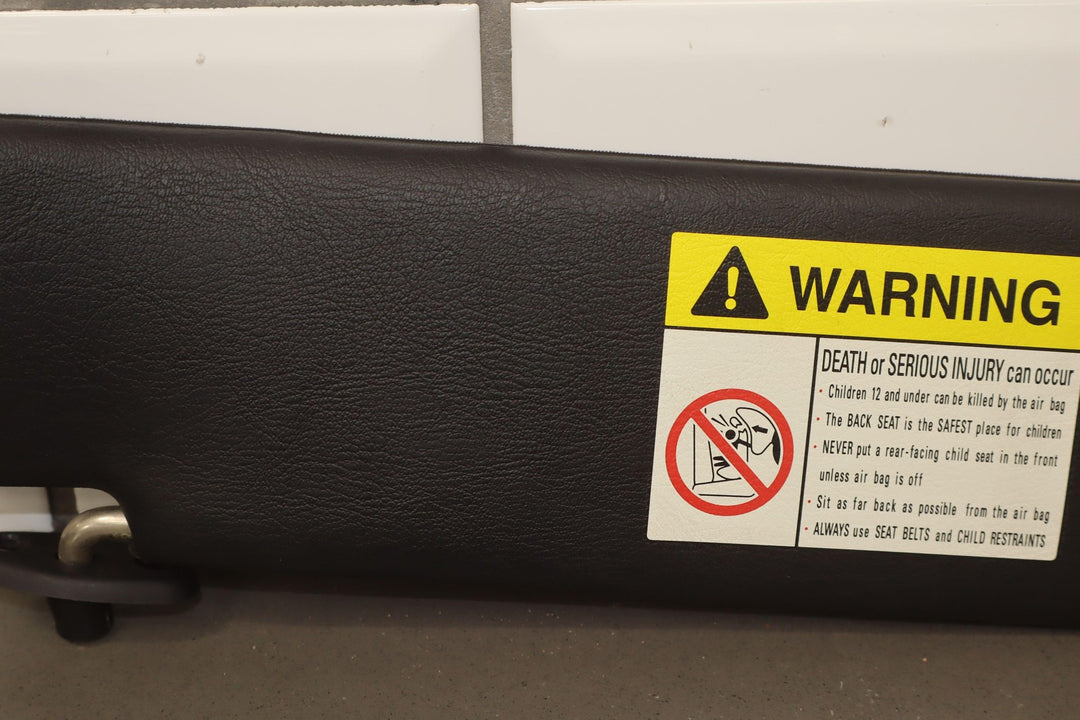 WARNING
DEATH or SERIOUS INJURY can occur
• Children 12 and under can be killed by the air bag
• The BACK SEAT is the SAFEST place for children
• NEVER put a rear-facing child seat in the front
unless air bag is off
• Sit as far back as possible from the air bag
• ALWAYS use SEAT BELTS and CHILD RESTRAINTS